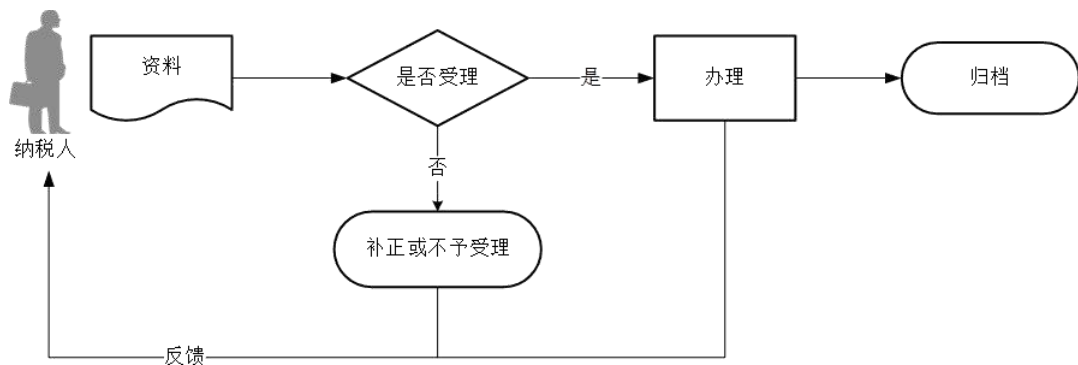 资料
是否受理
是
办理
归档
纳税人
否
补正或不予受理
反馈